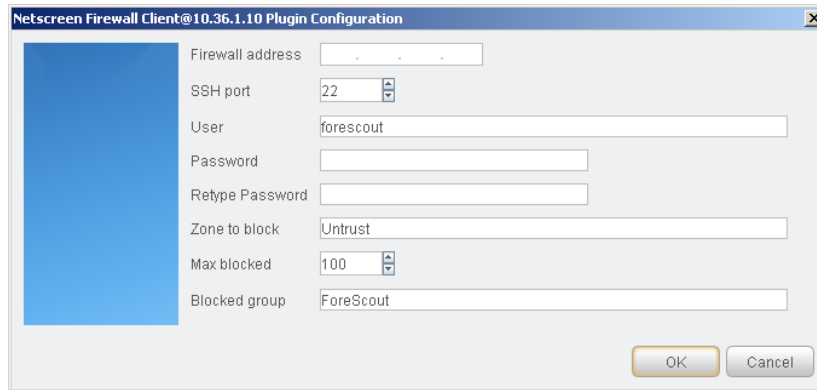 Netscreen Firewall Client@10.36.1.10 Plugin Configuration
Firewall address . . .
SSH port 22
User forescout
Password
Retype Password
Zone to block Untrust
Max blocked 100
Blocked group ForeScout
OK Cancel